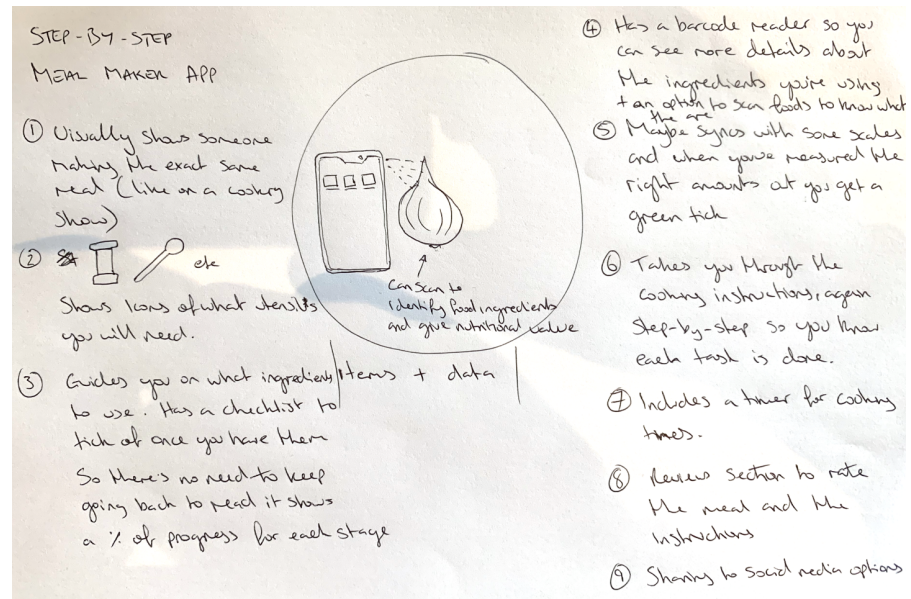 STEP-BY-STEP
MEAL MAKER APP
① Visually shows someone
making the exact same
meal (like on a cookery
show)
② etc
Shows Icons of what utensils
you will need.
③ Guides you on what ingredients
to use. Has a checklist to
tick of once you have them
So there's no need to keep
going back to read it shows
a % of progress for each stage
Can scan to
identify food ingredients
and give nutritional value
items + data
④ Has a barcode reader so you
can see more details about
the ingredients you're using
+ an option to scan foods to know what
the are
⑤ Maybe syncs with some scales
and when you've measured the
right amounts out you get a
green tick
⑥ Takes you through the
cooking instructions, again
Step-by-step so you know
each task is done.
⑦ Includes a timer for cooking
times.
⑧ Review section to rate
the meal and the
Instructions
⑨ Sharing to Social media options